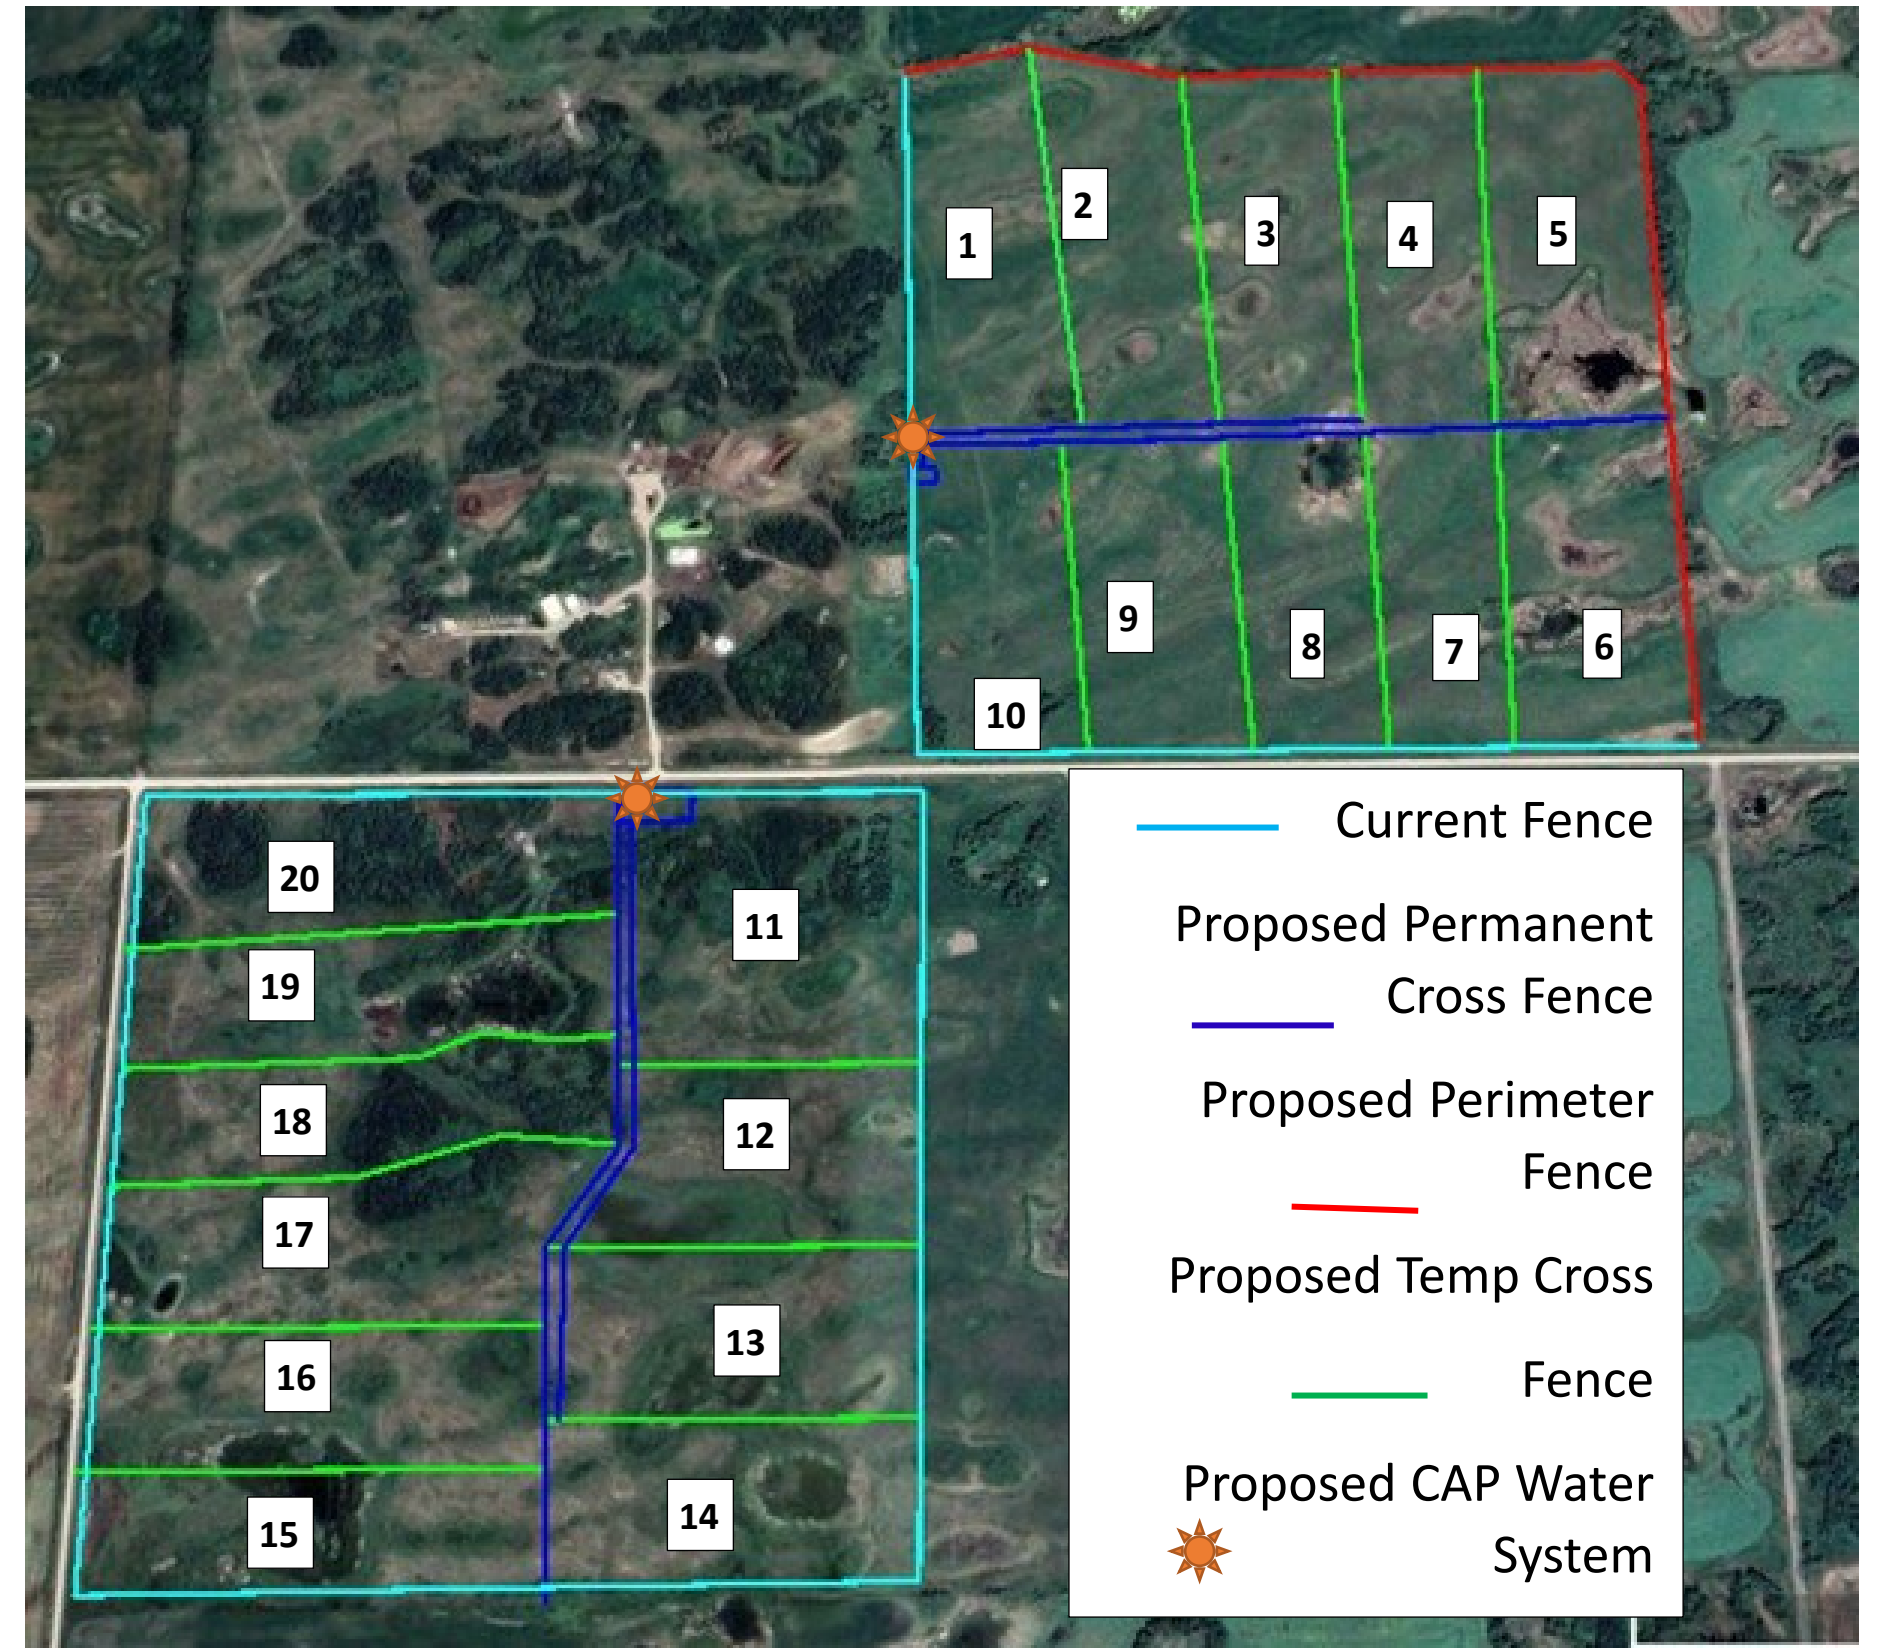 1
2
3
4
5
10
9
8
7
6
20
19
18
17
16
15
11
12
13
14
Current Fence
Proposed Permanent
Cross Fence
Proposed Perimeter
Fence
Proposed Temp Cross
Fence
Proposed CAP Water
System